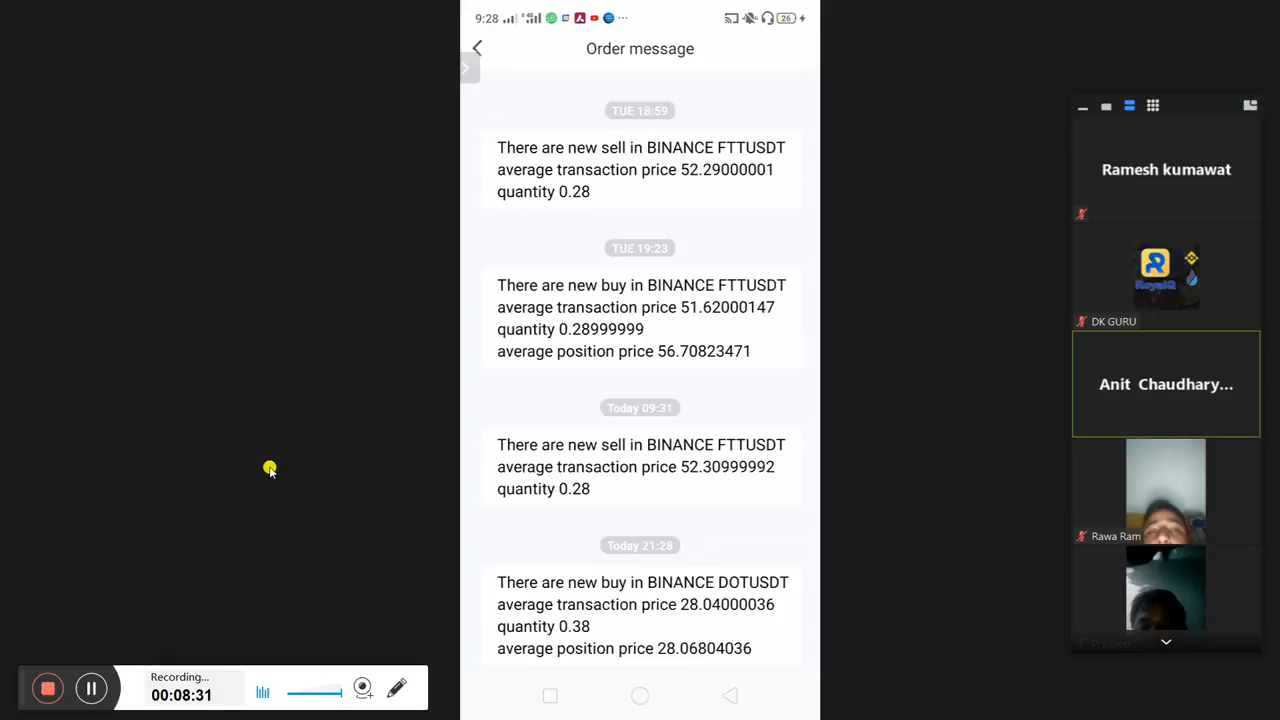 9:28
26
Order message
TUE 18:59
There are new sell in BINANCE FTTUSDT
average transaction price 52.29000001
quantity 0.28
TUE 19:23
There are new buy in BINANCE FTTUSDT
average transaction price 51.62000147
quantity 0.28999999
average position price 56.70823471
Today 09:31
There are new sell in BINANCE FTTUSDT
average transaction price 52.30999992
quantity 0.28
Today 21:28
There are new buy in BINANCE DOTUSDT
average transaction price 28.04000036
quantity 0.38
average position price 28.06804036
Ramesh kumawat
RoyalQ
DK GURU
Anit Chaudhary...
Rawa Ram
Pradeep
Recording...
00:08:31